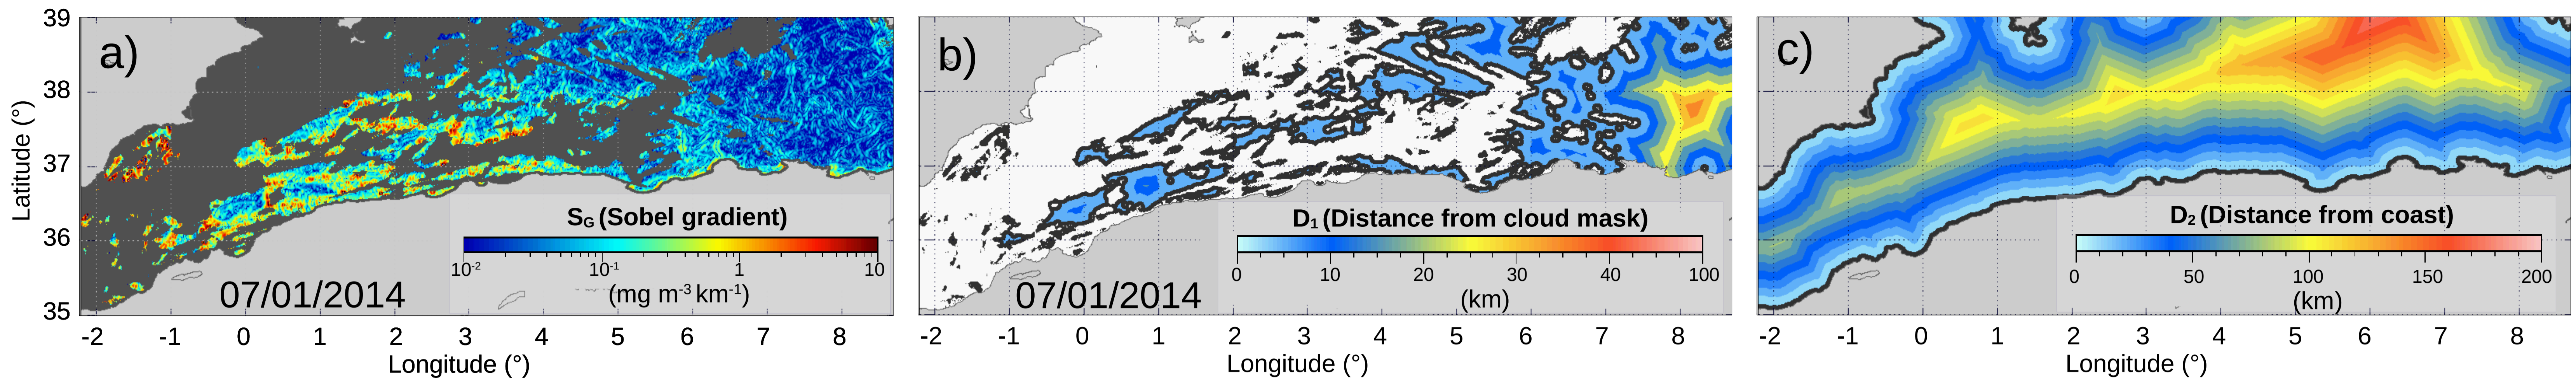 a)
39
38
37
36
35
Latitude (°)
S_G (Sobel gradient)
10^-2 10^-1 1 10
(mg m^-3 km^-1)
07/01/2014
-2 -1 0 1 2 3 4 5 6 7 8
Longitude (°)
b)
D_1 (Distance from cloud mask)
0 10 20 30 40 100
(km)
07/01/2014
-2 -1 0 1 2 3 4 5 6 7 8
Longitude (°)
c)
D_2 (Distance from coast)
0 50 100 150 200
(km)
-2 -1 0 1 2 3 4 5 6 7 8
Longitude (°)